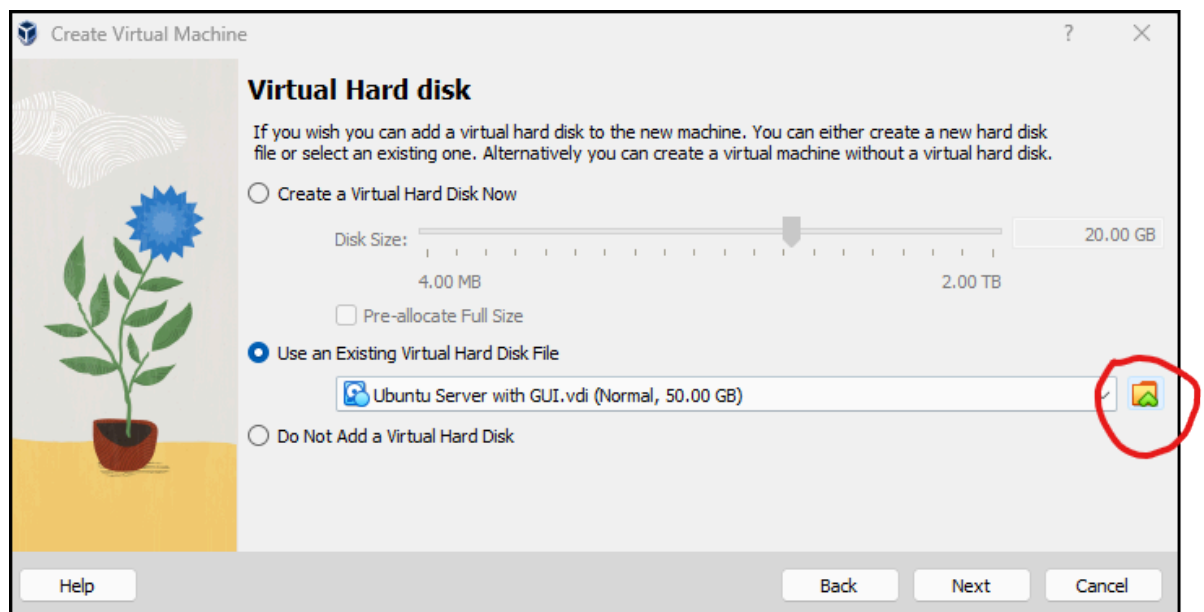 Create Virtual Machine
?
Virtual Hard disk
If you wish you can add a virtual hard disk to the new machine. You can either create a new hard disk
file or select an existing one. Alternatively you can create a virtual machine without a virtual hard disk.
Create a Virtual Hard Disk Now
Disk Size:
20.00 GB
4.00 MB 2.00 TB
Pre-allocate Full Size
Use an Existing Virtual Hard Disk File
Ubuntu Server with GUI.vdi (Normal, 50.00 GB)
Do Not Add a Virtual Hard Disk
Help Back Next Cancel